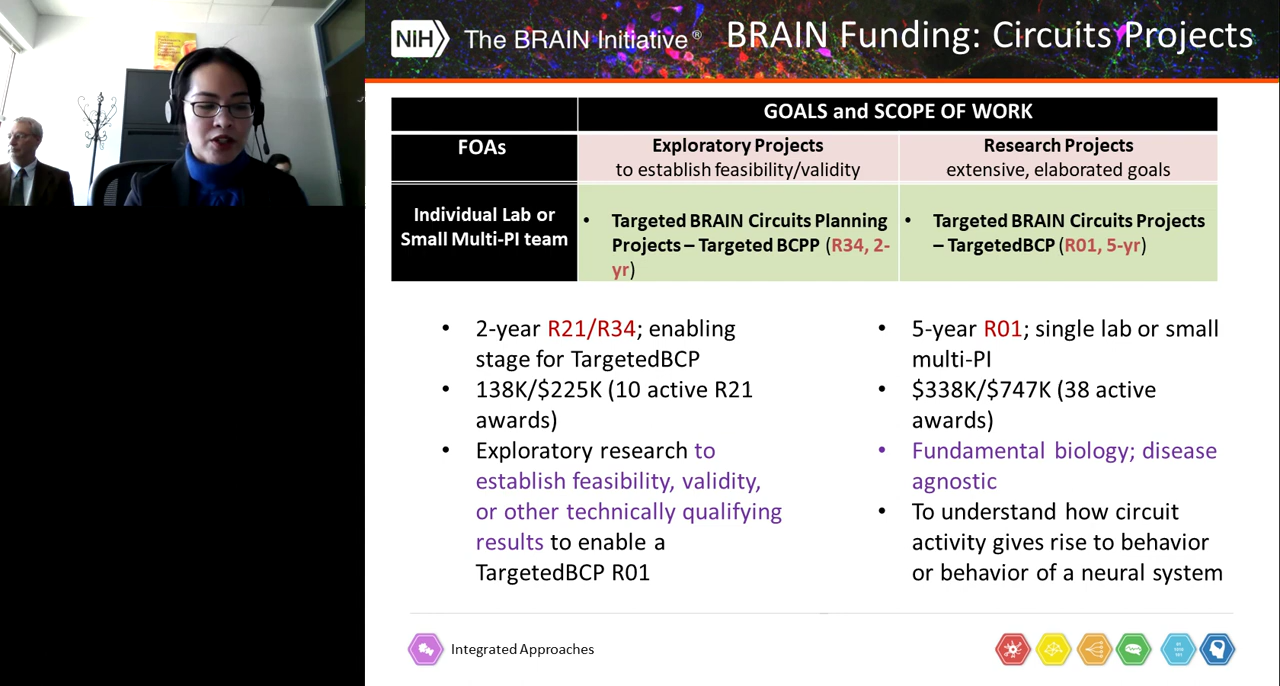 NIH The BRAIN Initiative® BRAIN Funding: Circuits Projects
GOALS and SCOPE OF WORK
FOAs
Exploratory Projects
to establish feasibility/validity
Research Projects
extensive, elaborated goals
Individual Lab or
Small Multi-PI team
• Targeted BRAIN Circuits Planning
Projects – Targeted BCPP (R34, 2-
yr)
• Targeted BRAIN Circuits Projects
– TargetedBCP (R01, 5-yr)
• 2-year R21/R34; enabling
stage for TargetedBCP
• 138K/$225K (10 active R21
awards)
• Exploratory research to
establish feasibility, validity,
or other technically qualifying
results to enable a
TargetedBCP R01
• 5-year R01; single lab or small
multi-PI
• $338K/$747K (38 active
awards)
• Fundamental biology; disease
agnostic
• To understand how circuit
activity gives rise to behavior
or behavior of a neural system
Integrated Approaches